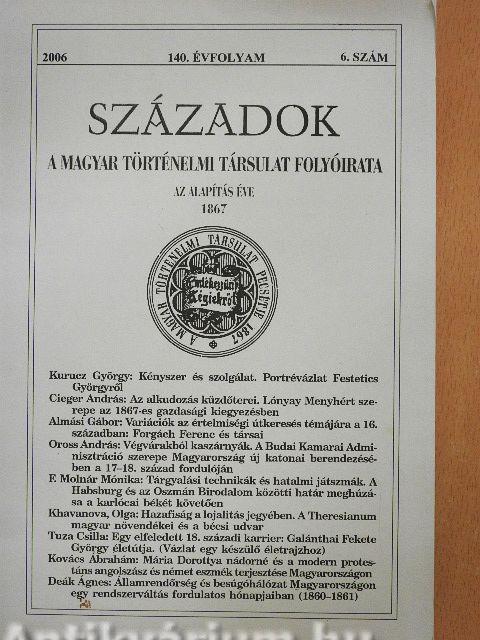 2006 140. ÉVFOLYAM 6. SZÁM
SZÁZADOK
A MAGYAR TÖRTÉNELMI TÁRSULAT FOLYÓIRATA
AZ ALAPÍTÁS ÉVE
1867
A MAGYAR TÖRTÉNELMI TÁRSULAT PECSÉTJE 1867
Emlékezzünk
Régiekről
Kurucz György: Kényszer és szolgálat. Portrévázlat Festetics
Györgyről
Cieger András: Az alkudozás küzdőterei. Lónyay Menyhért sze-
repe az 1867-es gazdasági kiegyezésben
Almási Gábor: Variációk az értelmiségi útkeresés témájára a 16.
században: Forgách Ferenc és társai
Oross András: Végvárakból kaszárnyák. A Budai Kamarai Admi-
nisztráció szerepe Magyarország új katonai berendezésé-
ben a 17-18. század fordulóján
F. Molnár Mónika: Tárgyalási technikák és hatalmi játszmák. A
Habsburg és az Oszmán Birodalom közötti határ meghúzá-
sa a karlócai békét követően
Khavanova, Olga: Hazafiság a lojalitás jegyében. A Theresianum
magyar növendékei és a bécsi udvar
Tuza Csilla: Egy elfeledett 18. századi karrier: Galánthai Fekete
György életútja. (Vázlat egy készülő életrajzhoz)
Kovács Ábrahám: Mária Dorottya nádorné és a modern protes-
táns angolszász és német eszmék terjesztése Magyarországon
Deák Ágnes: Államrendőrség és besúgóhálózat Magyarországon
egy rendszerváltás fordulatos hónapjaiban (1860-1861)
Antikvárium.hu